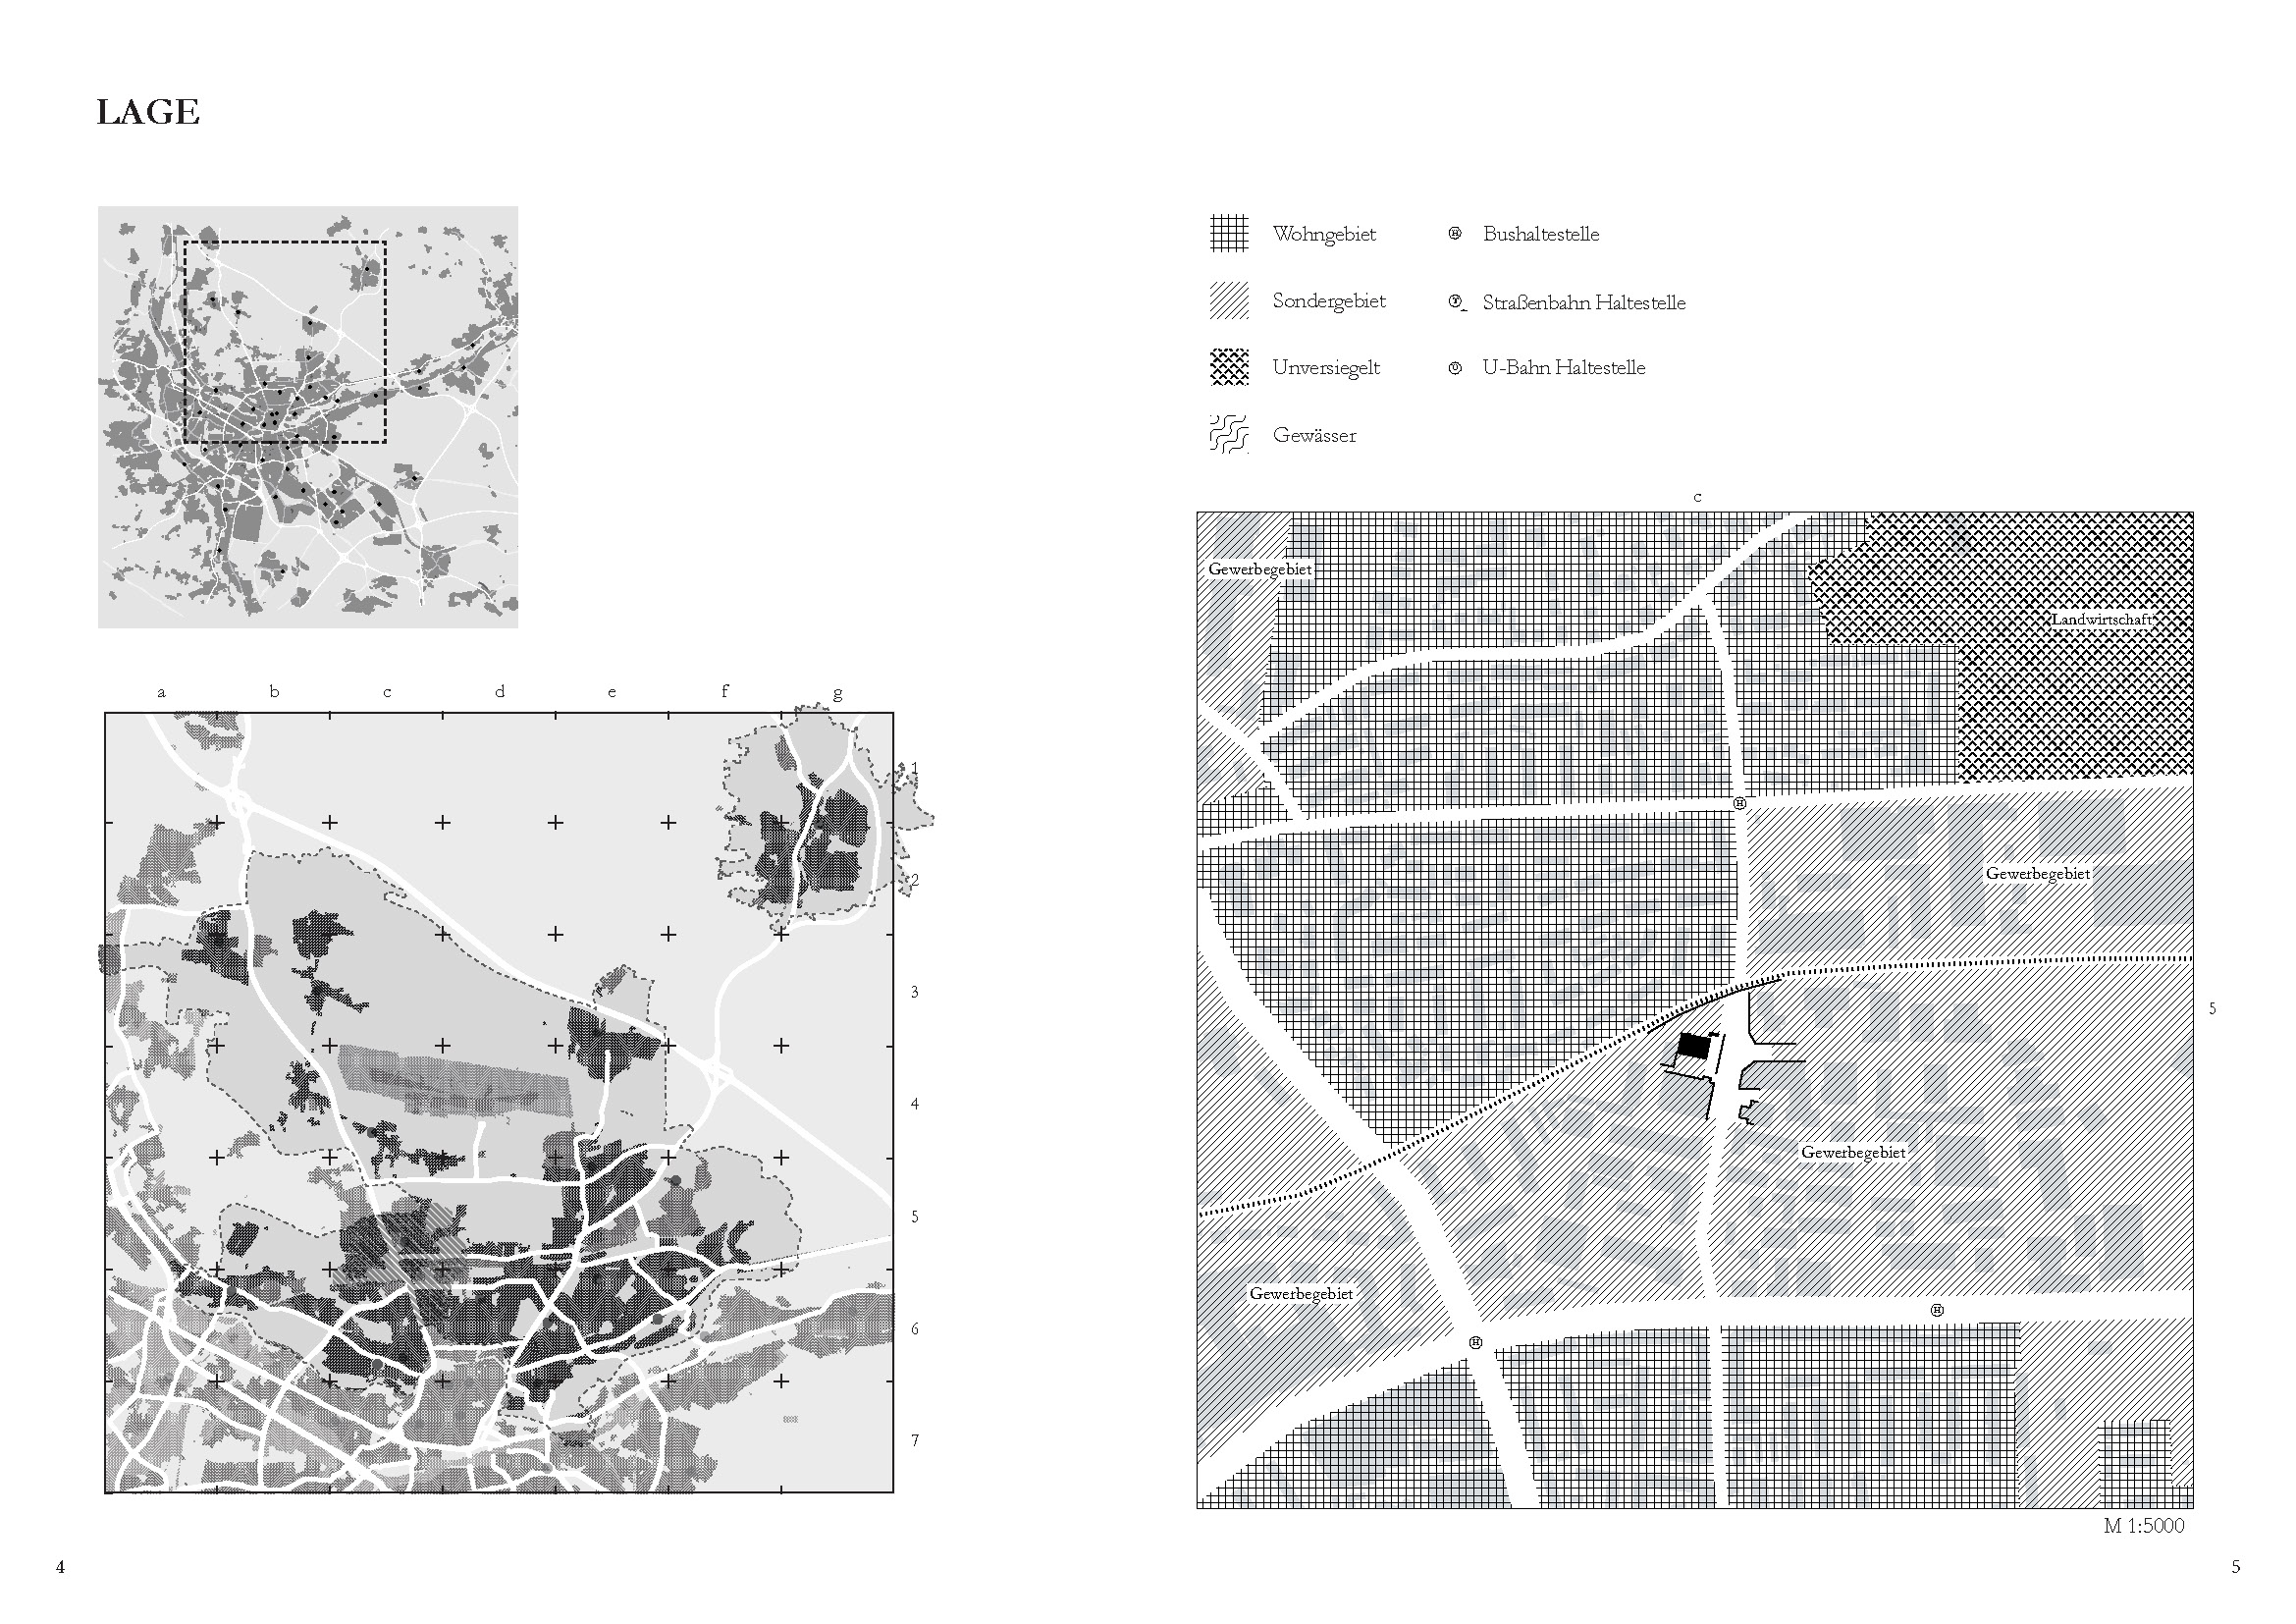 LAGE
a b c d e f g
1
2
3
4
5
6
7
4
Wohngebiet
Sondergebiet
Unversiegelt
Gewässer
H Bushaltestelle
T Straßenbahn Haltestelle
U U-Bahn Haltestelle
c
Gewerbegebiet
Landwirtschaft
H
Gewerbegebiet
5
Gewerbegebiet
Gewerbegebiet
H
H
M 1:5000
5